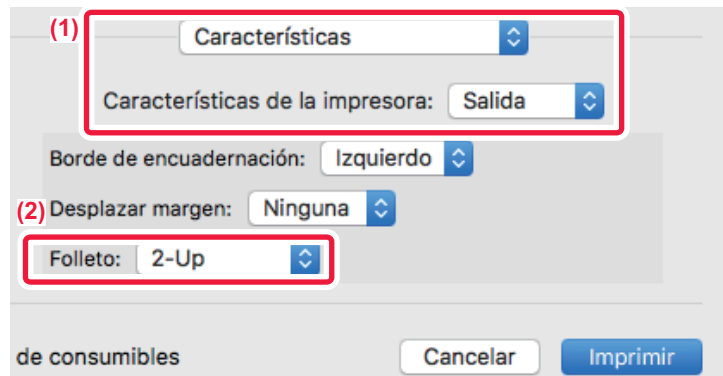 (1) Características
Características de la impresora: Salida
Borde de encuadernación: Izquierdo
(2) Desplazar margen: Ninguna
Folleto: 2-Up
de consumibles Cancelar Imprimir